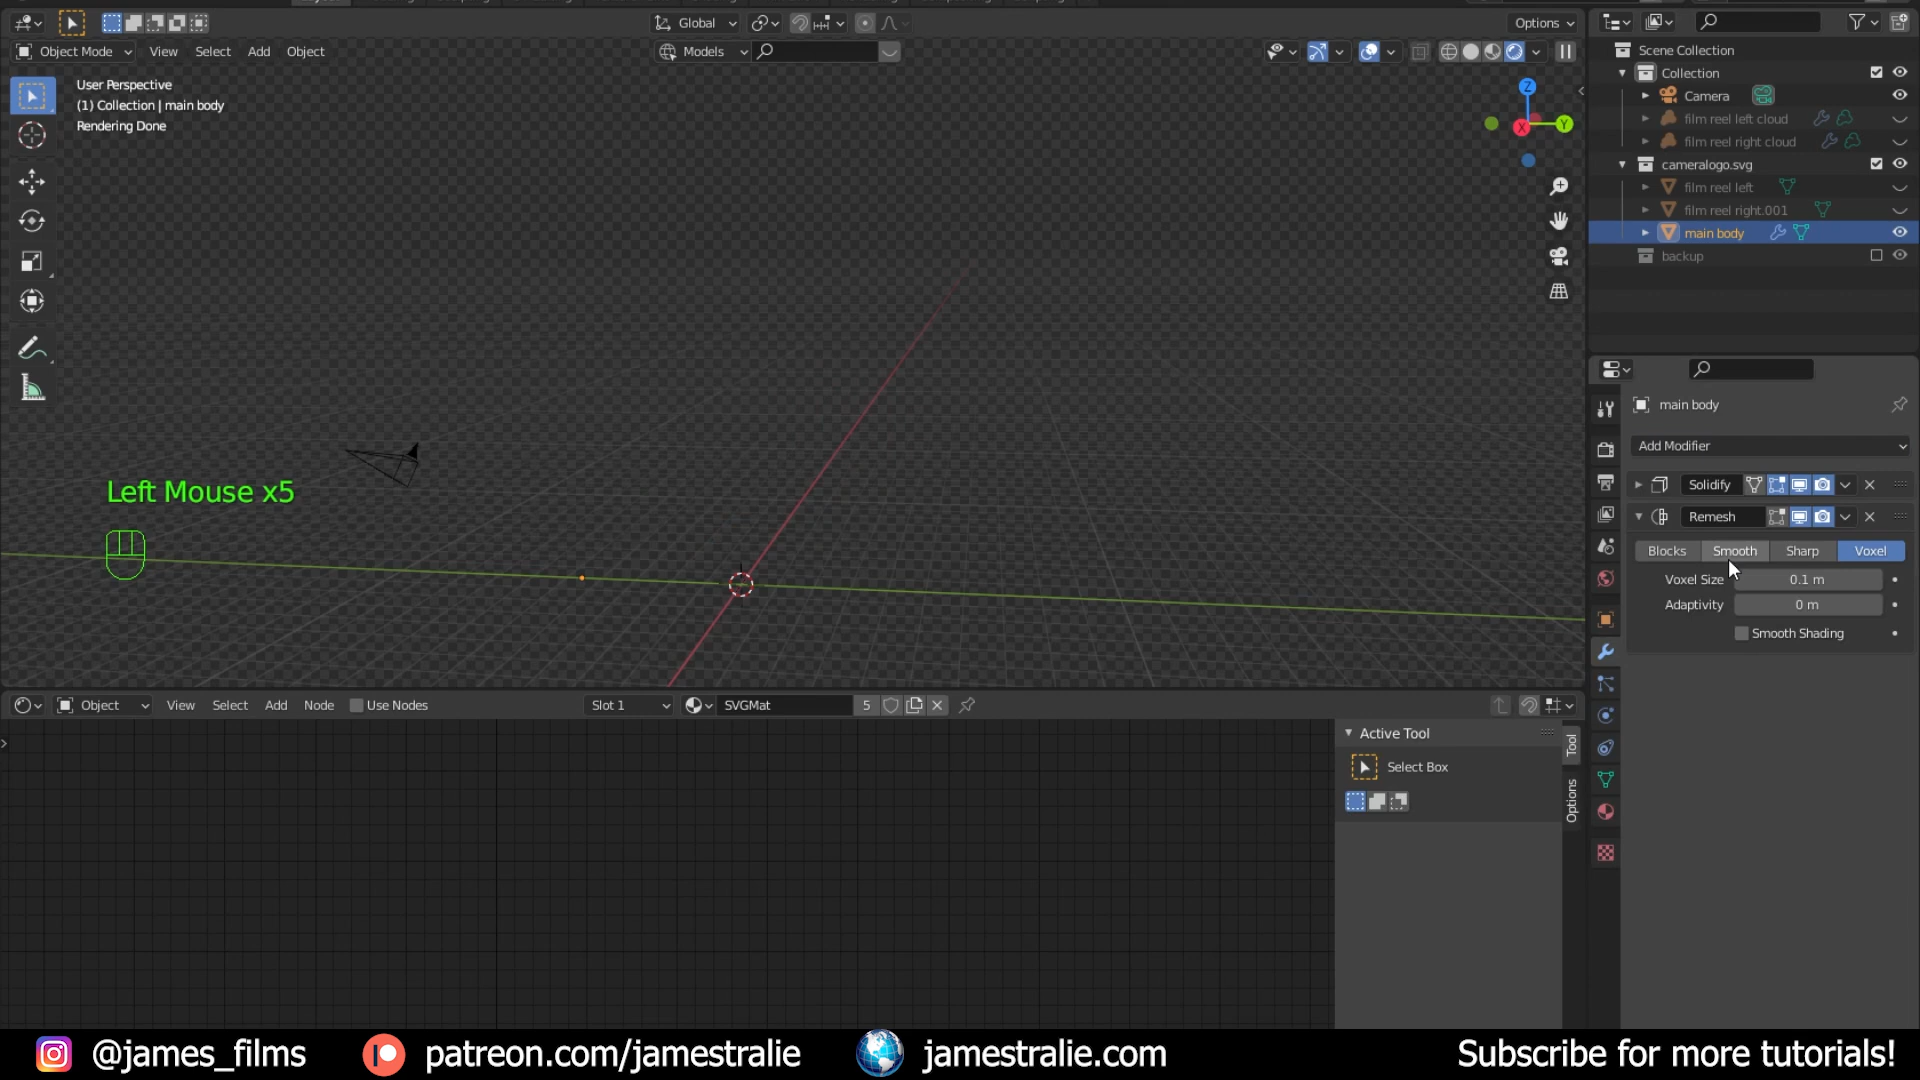 Global
Options
Object Mode
View
Select
Add
Object
Models
User Perspective
(1) Collection | main body
Rendering Done
Z
X
Y
Left Mouse x5
Scene Collection
Collection
Camera
film reel left cloud
film reel right cloud
cameralogo.svg
film reel left
film reel right.001
main body
backup
main body
Add Modifier
Solidify
Remesh
Blocks
Smooth
Sharp
Voxel
Voxel Size
0.1 m
Adaptivity
0 m
Smooth Shading
Object
View
Select
Add
Node
Use Nodes
Slot 1
SVGMat
5
Active Tool
Select Box
Tool
Options
@james_films
patreon.com/jamestralie
jamestralie.com
Subscribe for more tutorials!